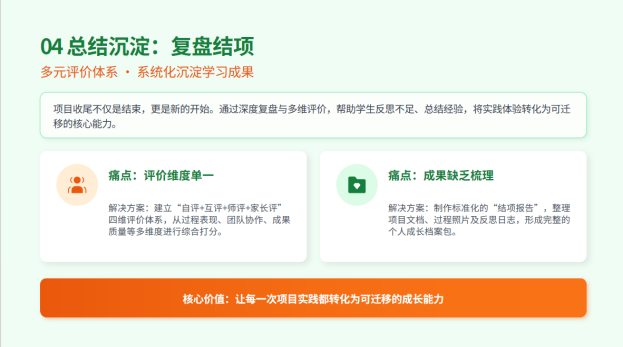 04 总结沉淀：复盘结项
多元评价体系 · 系统化沉淀学习成果
项目收尾不仅是结束，更是新的开始。通过深度复盘与多维评价，帮助学生反思不足、总结经验，将实践体验转化为可迁
移的核心能力。
痛点：评价维度单一
解决方案：建立“自评+互评+师评+家长评”
四维评价体系，从过程表现、团队协作、成果
质量等多维度进行综合打分。
痛点：成果缺乏梳理
解决方案：制作标准化的“结项报告”，整理
项目文档、过程照片及反思日志，形成完整的
个人成长档案包。
核心价值：让每一次项目实践都转化为可迁移的成长能力